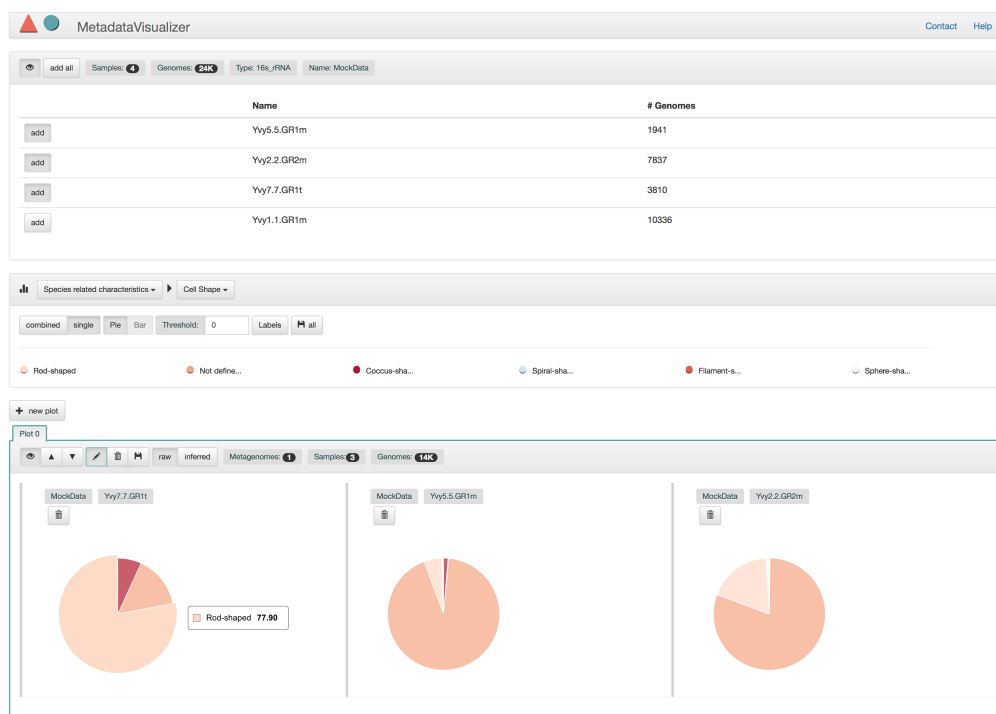 MetadataVisualizer Contact Help
add all Samples: 4 Genomes: 24K Type: 16s_rRNA Name: MockData
Name # Genomes
add Yvy5.5.GR1m 1941
add Yvy2.2.GR2m 7837
add Yvy7.7.GR1t 3810
add Yvy1.1.GR1m 10336
Species related characteristics Cell Shape
combined single Pie Bar Threshold: 0 Labels all
Rod-shaped Not define... Coccus-sha... Spiral-sha... Filament-s... Sphere-sha...
+ new plot
Plot 0
raw inferred Metagenomes: 1 Samples: 3 Genomes: 14K
MockData Yvy7.7.GR1t MockData Yvy5.5.GR1m MockData Yvy2.2.GR2m
Rod-shaped 77.90